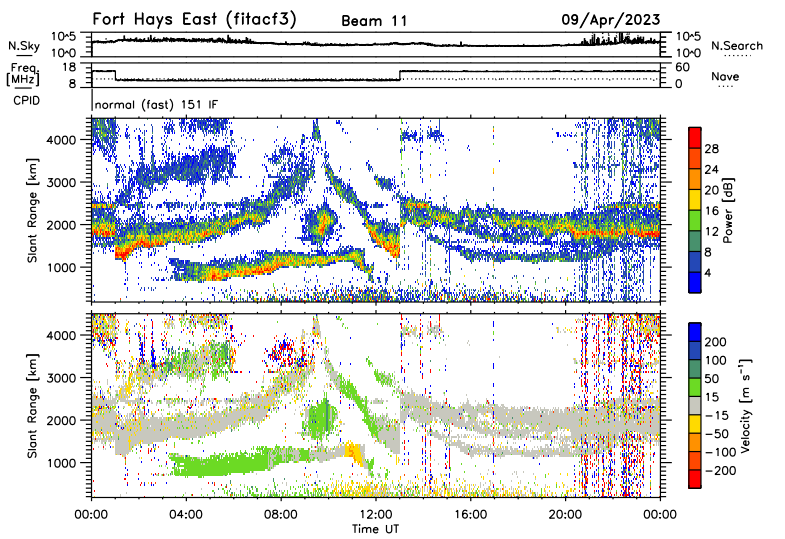 Fort Hays East (fitacf3) Beam 11 09/Apr/2023
N.Sky 10^5 10^0 10^5 10^0 N.Search
Freq. [MHz] 18 8 60 0 Nave
CPID normal (fast) 151 IF
Slant Range [km] 4000 3000 2000 1000
28 24 20 16 12 8 4 Power [dB]
Slant Range [km] 4000 3000 2000 1000
200 100 50 15 -15 -50 -100 -200 Velocity [m s⁻¹]
00:00 04:00 08:00 12:00 16:00 20:00 00:00
Time UT